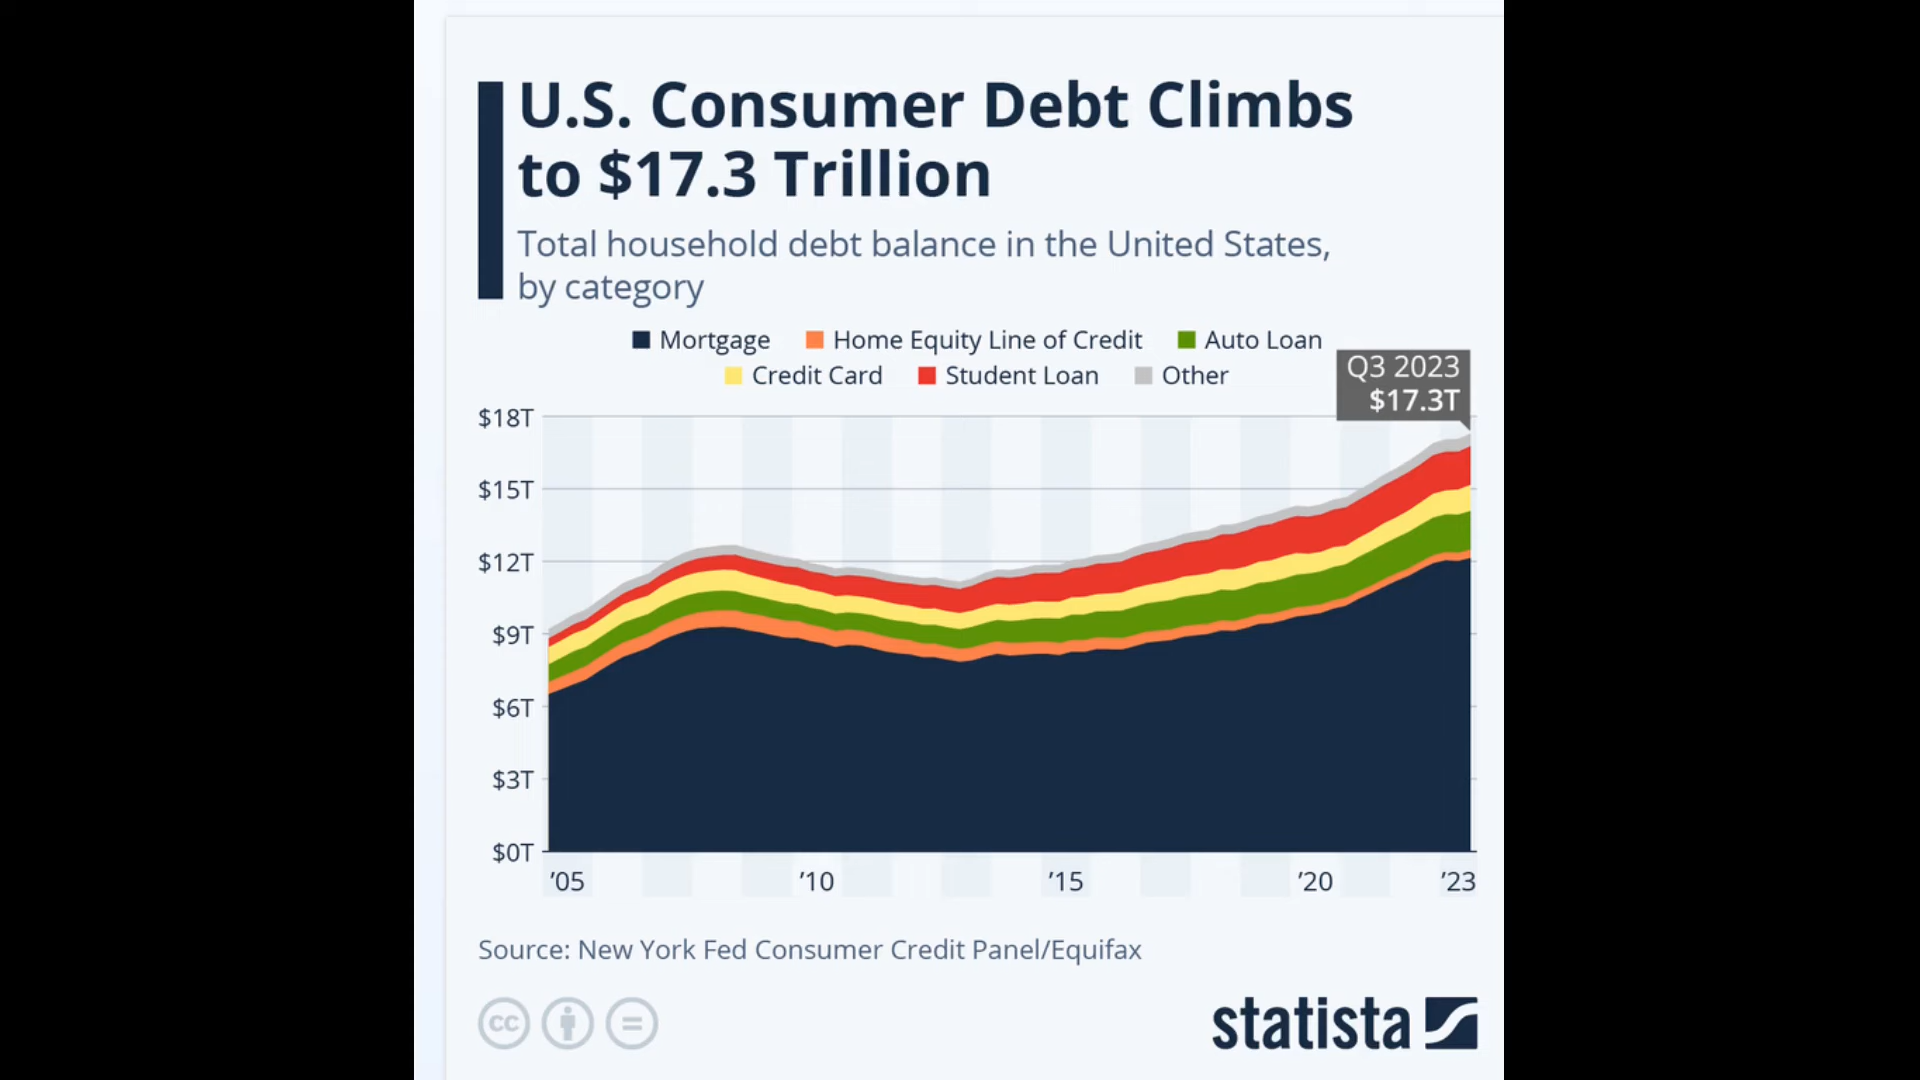 U.S. Consumer Debt Climbs
to $17.3 Trillion
Total household debt balance in the United States,
by category
Mortgage Home Equity Line of Credit Auto Loan
Credit Card Student Loan Other
Q3 2023
$17.3T
$18T
$15T
$12T
$9T
$6T
$3T
$0T
’05 ’10 ’15 ’20 ’23
Source: New York Fed Consumer Credit Panel/Equifax
cc = statista